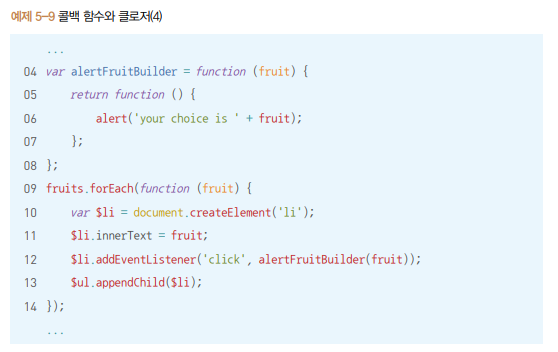 예제 5-9 콜백 함수와 클로저(4)
...
04 var alertFruitBuilder = function (fruit) {
05 return function () {
06 alert('your choice is ' + fruit);
07 };
08 };
09 fruits.forEach(function (fruit) {
10 var $li = document.createElement('li');
11 $li.innerText = fruit;
12 $li.addEventListener('click', alertFruitBuilder(fruit));
13 $ul.appendChild($li);
14 });
...